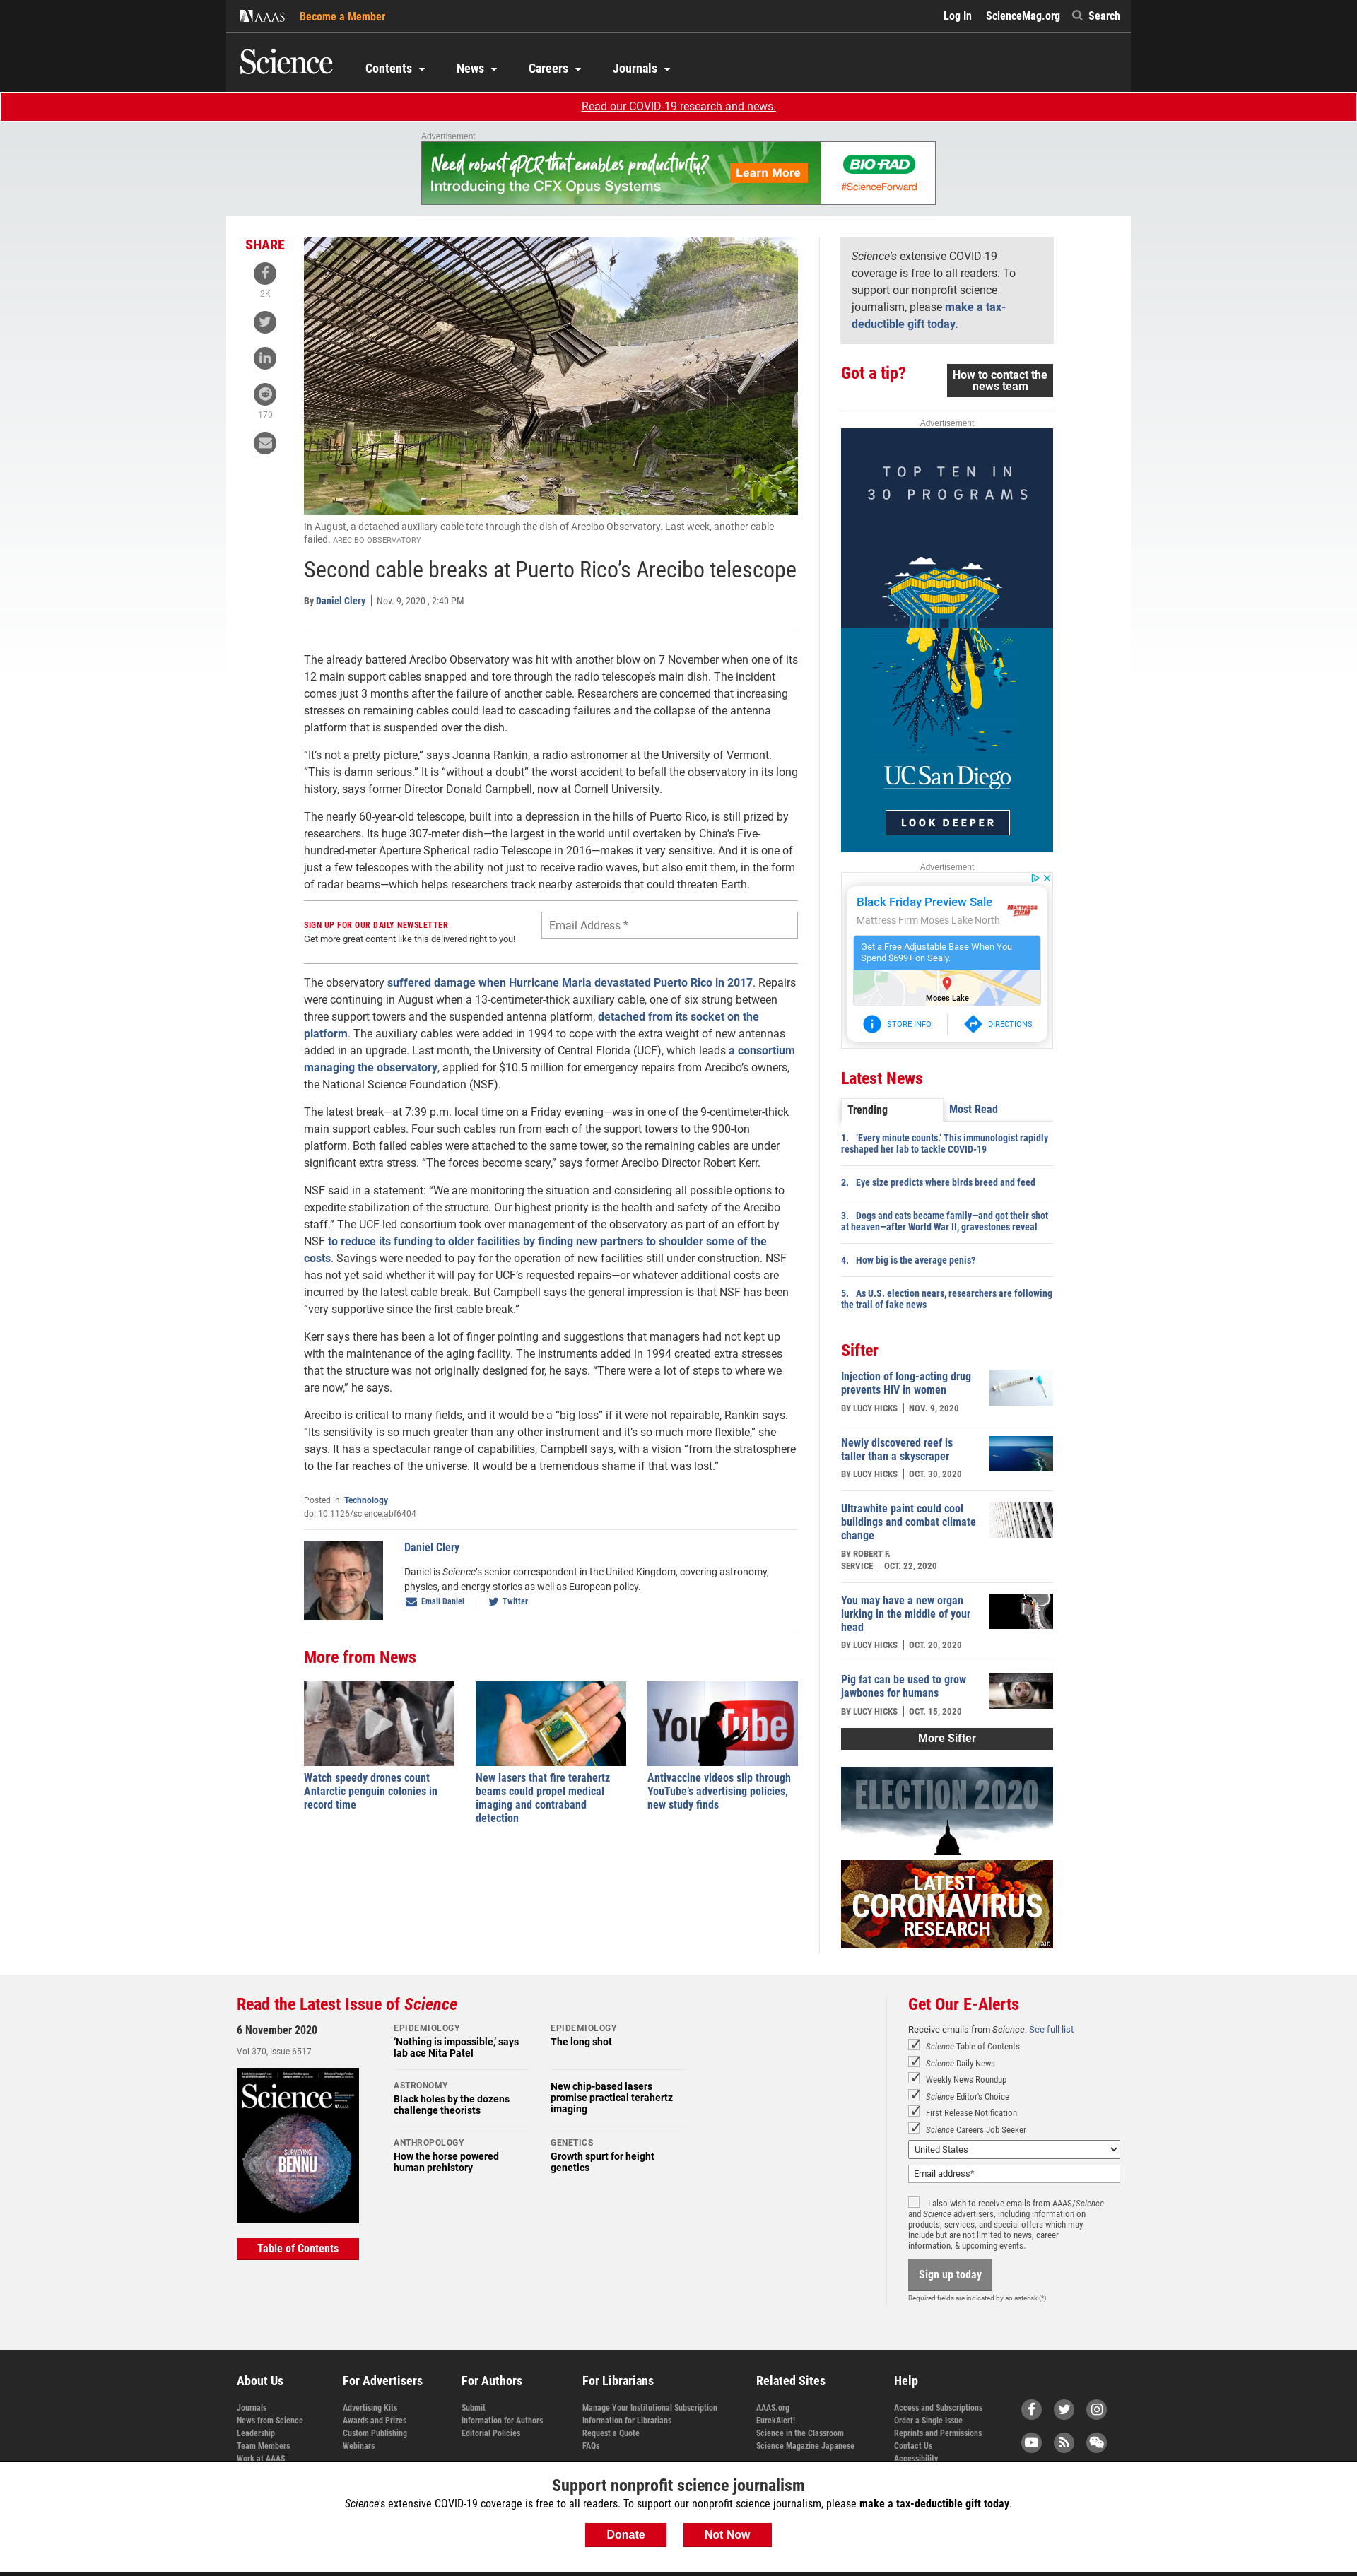 AAAS
Become a Member
Log In
ScienceMag.org
Search
Science
Contents
News
Careers
Journals
Read our COVID-19 research and news.
Advertisement
Need robust qPCR that enables productivity?
Introducing the CFX Opus Systems
Learn More
BIO-RAD
#ScienceForward
SHARE
2K
170
In August, a detached auxiliary cable tore through the dish of Arecibo Observatory. Last week, another cable
failed. ARECIBO OBSERVATORY
Second cable breaks at Puerto Rico’s Arecibo telescope
By Daniel Clery | Nov. 9, 2020 , 2:40 PM
The already battered Arecibo Observatory was hit with another blow on 7 November when one of its
12 main support cables snapped and tore through the radio telescope’s main dish. The incident
comes just 3 months after the failure of another cable. Researchers are concerned that increasing
stresses on remaining cables could lead to cascading failures and the collapse of the antenna
platform that is suspended over the dish.
“It’s not a pretty picture,” says Joanna Rankin, a radio astronomer at the University of Vermont.
“This is damn serious.” It is “without a doubt” the worst accident to befall the observatory in its long
history, says former Director Donald Campbell, now at Cornell University.
The nearly 60-year-old telescope, built into a depression in the hills of Puerto Rico, is still prized by
researchers. Its huge 307-meter dish—the largest in the world until overtaken by China’s Five-
hundred-meter Aperture Spherical radio Telescope in 2016—makes it very sensitive. And it is one of
just a few telescopes with the ability not just to receive radio waves, but also emit them, in the form
of radar beams—which helps researchers track nearby asteroids that could threaten Earth.
SIGN UP FOR OUR DAILY NEWSLETTER
Get more great content like this delivered right to you!
Email Address *
The observatory suffered damage when Hurricane Maria devastated Puerto Rico in 2017. Repairs
were continuing in August when a 13-centimeter-thick auxiliary cable, one of six strung between
three support towers and the suspended antenna platform, detached from its socket on the
platform. The auxiliary cables were added in 1994 to cope with the extra weight of new antennas
added in an upgrade. Last month, the University of Central Florida (UCF), which leads a consortium
managing the observatory, applied for $10.5 million for emergency repairs from Arecibo’s owners,
the National Science Foundation (NSF).
The latest break—at 7:39 p.m. local time on a Friday evening—was in one of the 9-centimeter-thick
main support cables. Four such cables run from each of the support towers to the 900-ton
platform. Both failed cables were attached to the same tower, so the remaining cables are under
significant extra stress. “The forces become scary,” says former Arecibo Director Robert Kerr.
NSF said in a statement: “We are monitoring the situation and considering all possible options to
expedite stabilization of the structure. Our highest priority is the health and safety of the Arecibo
staff.” The UCF-led consortium took over management of the observatory as part of an effort by
NSF to reduce its funding to older facilities by finding new partners to shoulder some of the
costs. Savings were needed to pay for the operation of new facilities still under construction. NSF
has not yet said whether it will pay for UCF’s requested repairs—or whatever additional costs are
incurred by the latest cable break. But Campbell says the general impression is that NSF has been
“very supportive since the first cable break.”
Kerr says there has been a lot of finger pointing and suggestions that managers had not kept up
with the maintenance of the aging facility. The instruments added in 1994 created extra stresses
that the structure was not originally designed for, he says. “There were a lot of steps to where we
are now,” he says.
Arecibo is critical to many fields, and it would be a “big loss” if it were not repairable, Rankin says.
“Its sensitivity is so much greater than any other instrument and it’s so much more flexible,” she
says. It has a spectacular range of capabilities, Campbell says, with a vision “from the stratosphere
to the far reaches of the universe. It would be a tremendous shame if that was lost.”
Posted in: Technology
doi:10.1126/science.abf6404
Daniel Clery
Daniel is Science’s senior correspondent in the United Kingdom, covering astronomy,
physics, and energy stories as well as European policy.
Email Daniel | Twitter
More from News
YouTube
Watch speedy drones count
Antarctic penguin colonies in
record time
New lasers that fire terahertz
beams could propel medical
imaging and contraband
detection
Antivaccine videos slip through
YouTube’s advertising policies,
new study finds
Science's extensive COVID-19
coverage is free to all readers. To
support our nonprofit science
journalism, please make a tax-
deductible gift today.
Got a tip?
How to contact the
news team
Advertisement
TOP TEN IN
30 PROGRAMS
UC San Diego
LOOK DEEPER
Advertisement
Black Friday Preview Sale
Mattress Firm Moses Lake North
MATTRESS FIRM
Get a Free Adjustable Base When You
Spend $699+ on Sealy.
Moses Lake
STORE INFO
DIRECTIONS
Latest News
Trending
Most Read
1. ‘Every minute counts.’ This immunologist rapidly
reshaped her lab to tackle COVID-19
2. Eye size predicts where birds breed and feed
3. Dogs and cats became family—and got their shot
at heaven—after World War II, gravestones reveal
4. How big is the average penis?
5. As U.S. election nears, researchers are following
the trail of fake news
Sifter
Injection of long-acting drug
prevents HIV in women
BY LUCY HICKS | NOV. 9, 2020
Newly discovered reef is
taller than a skyscraper
BY LUCY HICKS | OCT. 30, 2020
Ultrawhite paint could cool
buildings and combat climate
change
BY ROBERT F.
SERVICE | OCT. 22, 2020
You may have a new organ
lurking in the middle of your
head
BY LUCY HICKS | OCT. 20, 2020
Pig fat can be used to grow
jawbones for humans
BY LUCY HICKS | OCT. 15, 2020
More Sifter
ELECTION 2020
LATEST
CORONAVIRUS
RESEARCH
NIAID
Read the Latest Issue of Science
6 November 2020
Vol 370, Issue 6517
Science
AAAS
SURVEYING
BENNU
Table of Contents
EPIDEMIOLOGY
‘Nothing is impossible,’ says
lab ace Nita Patel
ASTRONOMY
Black holes by the dozens
challenge theorists
ANTHROPOLOGY
How the horse powered
human prehistory
EPIDEMIOLOGY
The long shot
New chip-based lasers
promise practical terahertz
imaging
GENETICS
Growth spurt for height
genetics
Get Our E-Alerts
Receive emails from Science. See full list
Science Table of Contents
Science Daily News
Weekly News Roundup
Science Editor's Choice
First Release Notification
Science Careers Job Seeker
United States
Email address*
I also wish to receive emails from AAAS/Science
and Science advertisers, including information on
products, services, and special offers which may
include but are not limited to news, career
information, & upcoming events.
Sign up today
Required fields are indicated by an asterisk (*)
About Us
Journals
News from Science
Leadership
Team Members
Work at AAAS
For Advertisers
Advertising Kits
Awards and Prizes
Custom Publishing
Webinars
For Authors
Submit
Information for Authors
Editorial Policies
For Librarians
Manage Your Institutional Subscription
Information for Librarians
Request a Quote
FAQs
Related Sites
AAAS.org
EurekAlert!
Science in the Classroom
Science Magazine Japanese
Help
Access and Subscriptions
Order a Single Issue
Reprints and Permissions
Contact Us
Accessibility
Support nonprofit science journalism
Science's extensive COVID-19 coverage is free to all readers. To support our nonprofit science journalism, please make a tax-deductible gift today.
Donate
Not Now